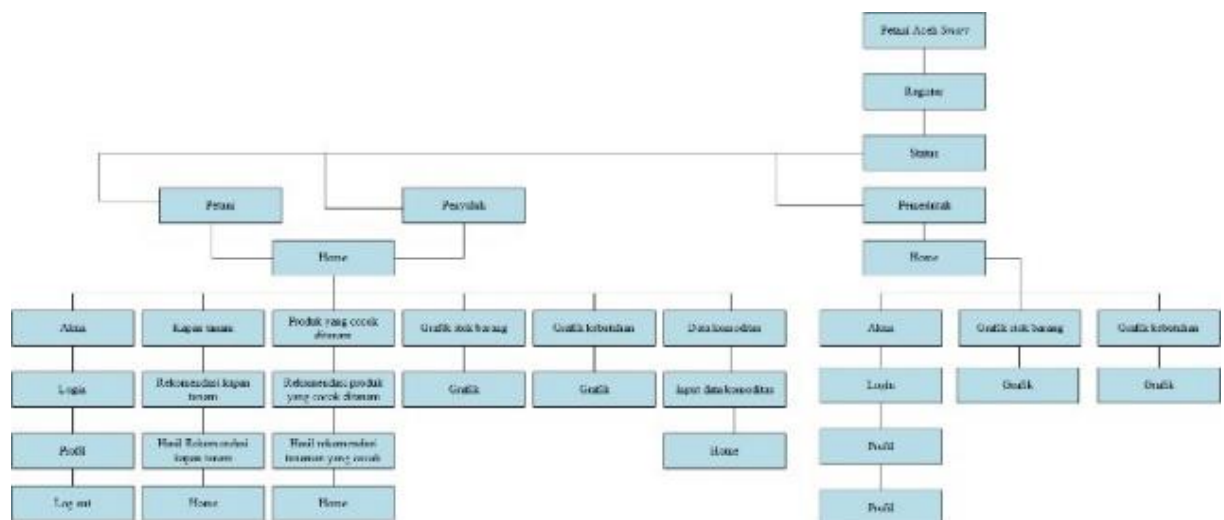 Petani Aceh Smart
Register
Status
Petani
Penyuluh
Pemerintah
Home
Home
Akun
Kapan tanam
Produk yang cocok
ditanam
Grafik stok barang
Grafik kebutuhan
Data komoditas
Akun
Grafik stok barang
Grafik kebutuhan
Login
Rekomendasi kapan
tanam
Rekomendasi produk
yang cocok ditanam
Grafik
Grafik
Input data komoditas
Login
Grafik
Grafik
Profil
Hasil Rekomendasi
kapan tanam
Hasil rekomendasi
tanaman yang cocok
Home
Profil
Log out
Home
Home
Profil